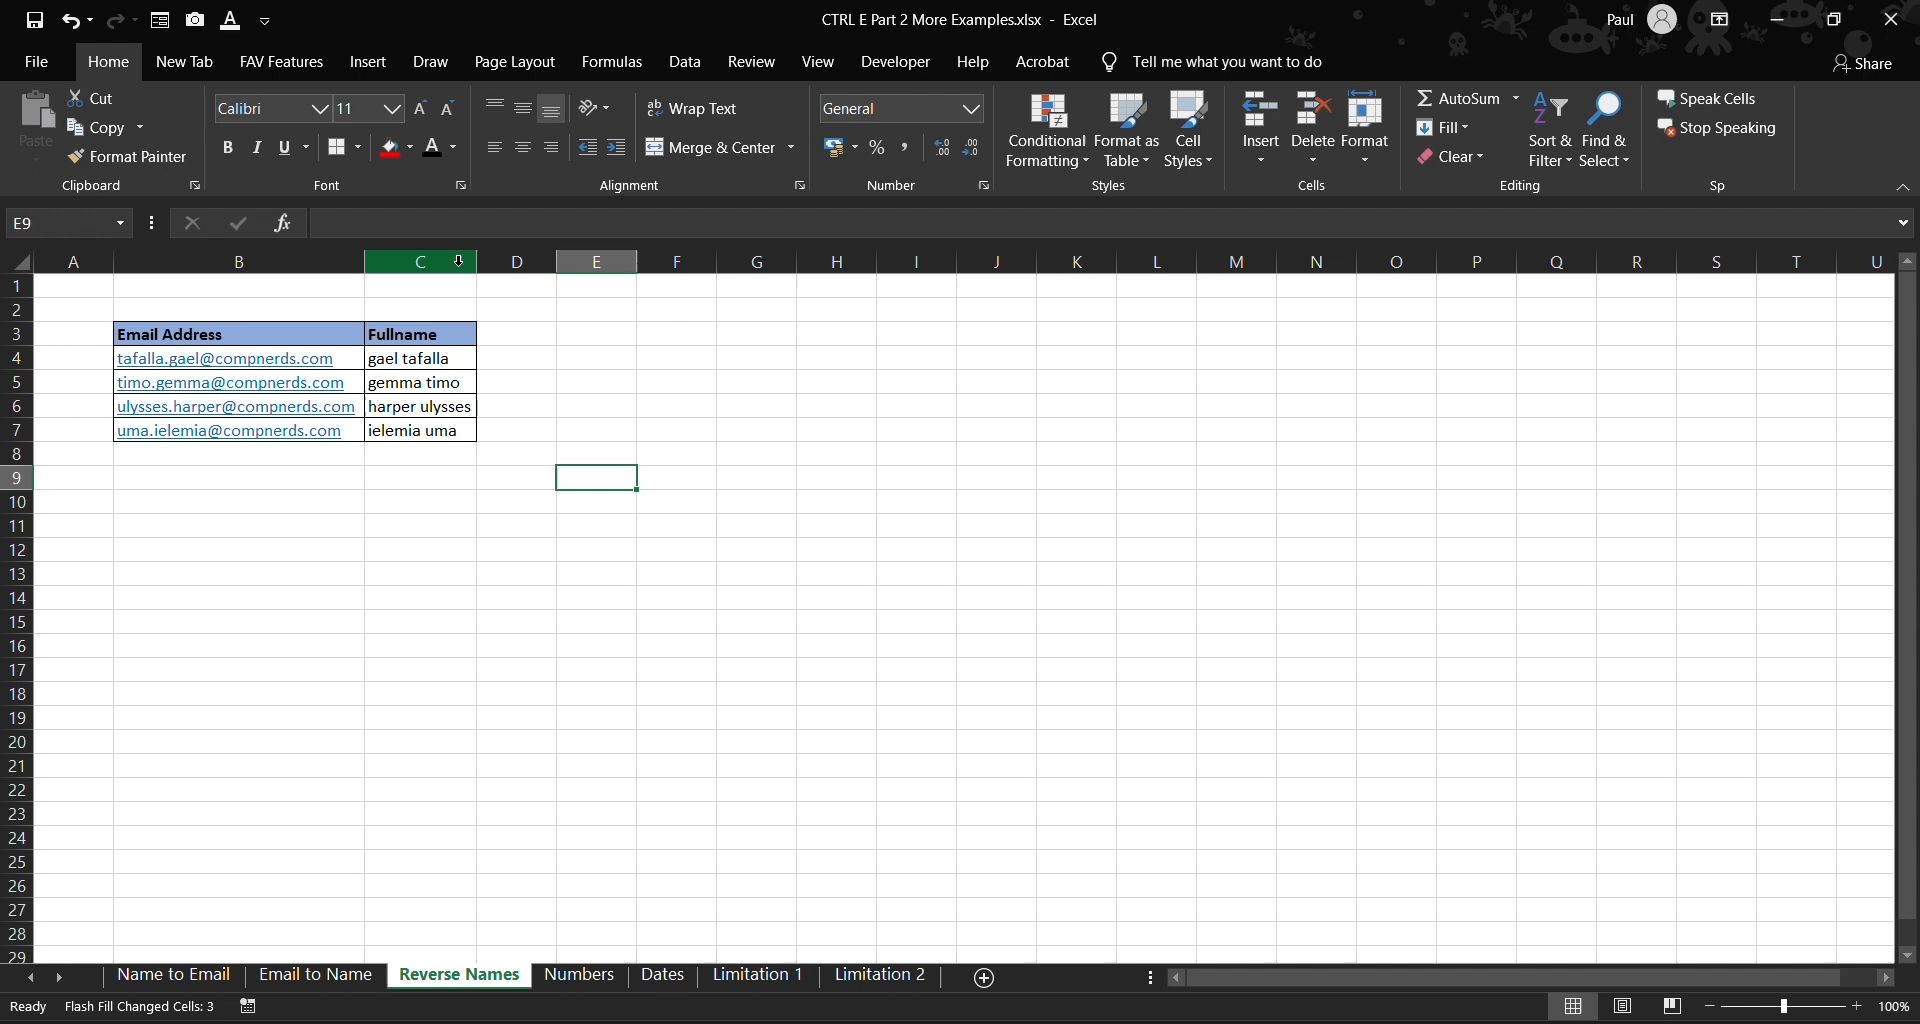 CTRL E Part 2 More Examples.xlsx - Excel
Paul
File Home New Tab FAV Features Insert Draw Page Layout Formulas Data Review View Developer Help Acrobat Tell me what you want to do Share
Paste
Cut
Copy
Format Painter
Clipboard
Calibri 11
B I U
Font
Wrap Text
Merge & Center
Alignment
General
Number
Conditional Formatting
Format as Table
Cell Styles
Styles
Insert Delete Format
Cells
AutoSum
Fill
Clear
Sort & Filter
Find & Select
Editing
Speak Cells
Stop Speaking
Sp
E9 fx
A B C D E F G H I J K L M N O P Q R S T U
1
2
3 Email Address Fullname
4 tafalla.gael@compnerds.com gael tafalla
5 timo.gemma@compnerds.com gemma timo
6 ulysses.harper@compnerds.com harper ulysses
7 uma.ielemia@compnerds.com ielemia uma
8
9
10
11
12
13
14
15
16
17
18
19
20
21
22
23
24
25
26
27
28
29
Name to Email Email to Name Reverse Names Numbers Dates Limitation 1 Limitation 2
Ready Flash Fill Changed Cells: 3 100%